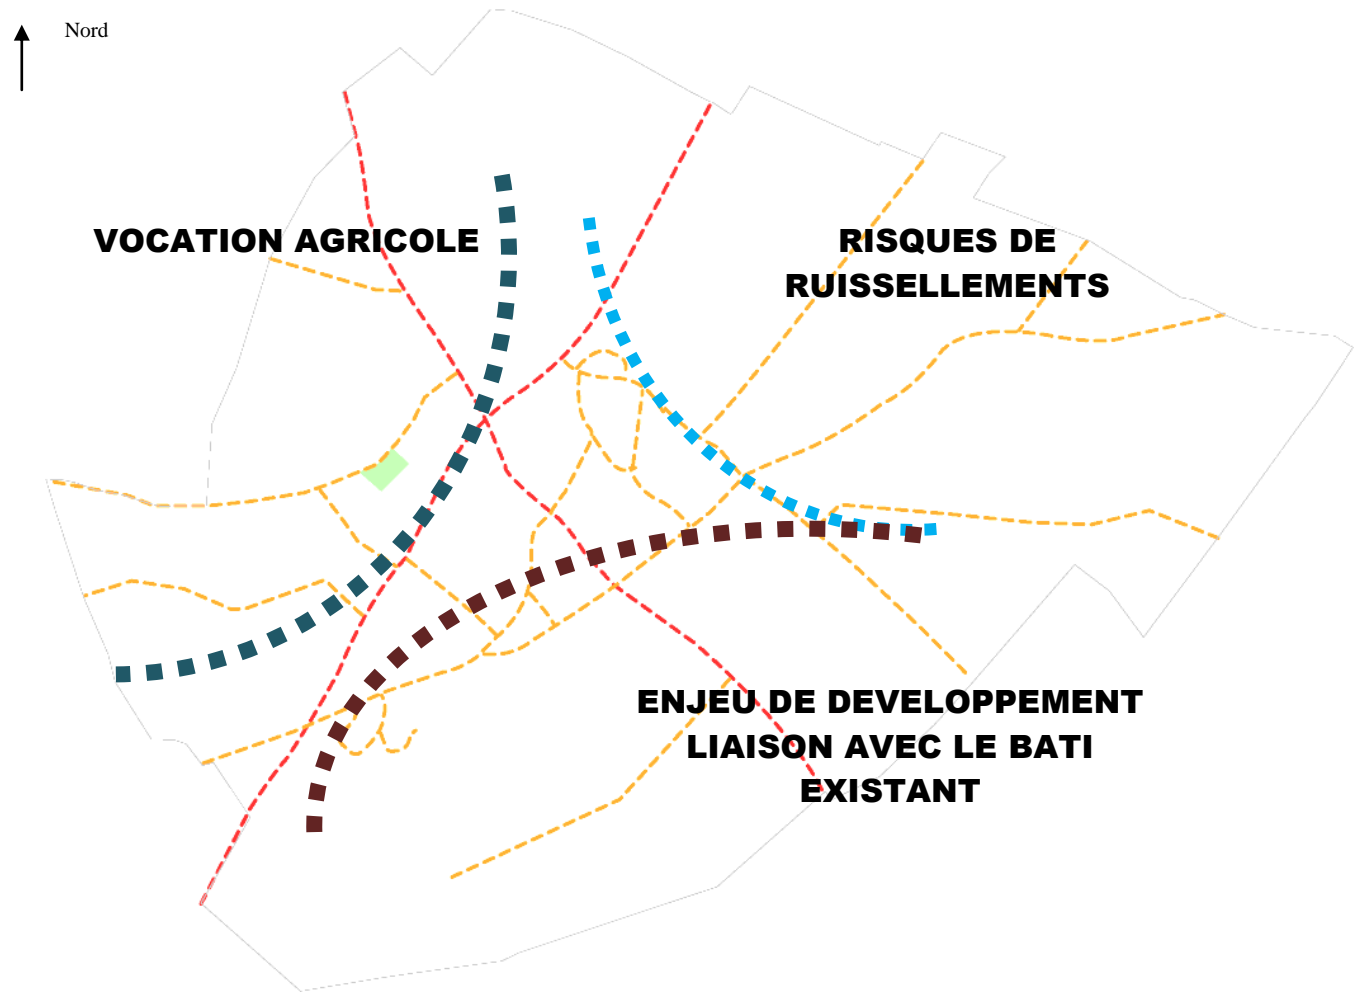 Nord
VOCATION AGRICOLE
RISQUES DE
RUISSELLEMENTS
ENJEU DE DEVELOPPEMENT
LIAISON AVEC LE BATI
EXISTANT